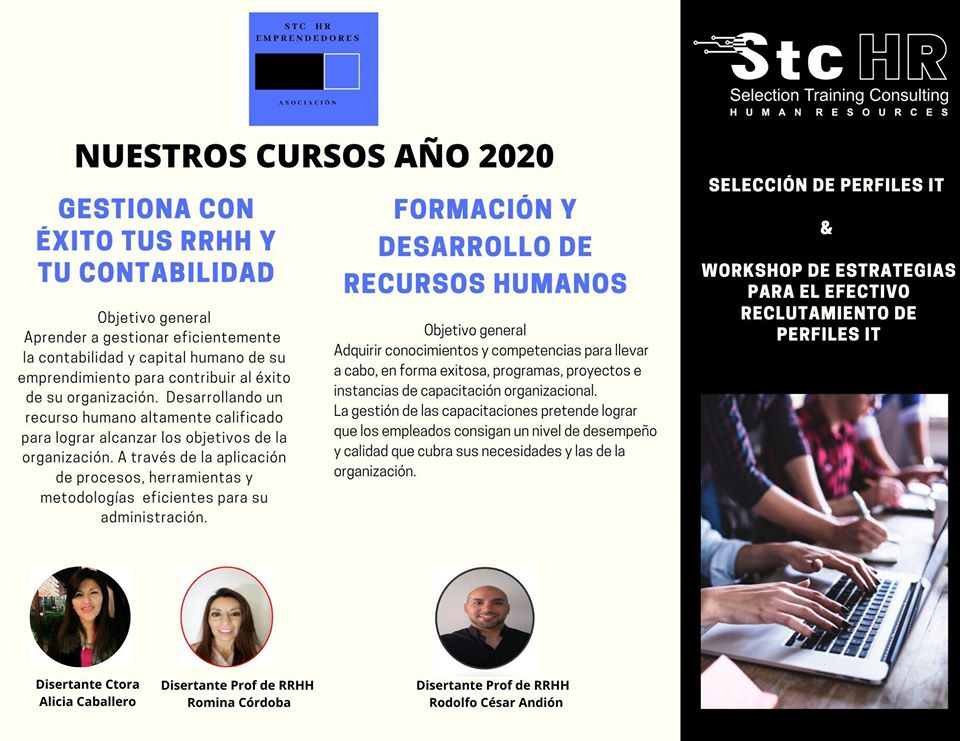 STC HR
EMPRENDEDORES
ASOCIACIÓN
NUESTROS CURSOS AÑO 2020
GESTIONA CON
ÉXITO TUS RRHH Y
TU CONTABILIDAD
Objetivo general
Aprender a gestionar eficientemente
la contabilidad y capital humano de su
emprendimiento para contribuir al éxito
de su organización. Desarrollando un
recurso humano altamente calificado
para lograr alcanzar los objetivos de la
organización. A través de la aplicación
de procesos, herramientas y
metodologías eficientes para su
administración.
Disertante Ctora
Alicia Caballero
Disertante Prof de RRHH
Romina Córdoba
FORMACIÓN Y
DESARROLLO DE
RECURSOS HUMANOS
Objetivo general
Adquirir conocimientos y competencias para llevar
a cabo, en forma exitosa, programas, proyectos e
instancias de capacitación organizacional.
La gestión de las capacitaciones pretende lograr
que los empleados consigan un nivel de desempeño
y calidad que cubra sus necesidades y las de la
organización.
Disertante Prof de RRHH
Rodolfo César Andión
Stc HR
Selection Training Consulting
HUMAN RESOURCES
SELECCIÓN DE PERFILES IT
&
WORKSHOP DE ESTRATEGIAS
PARA EL EFECTIVO
RECLUTAMIENTO DE
PERFILES IT